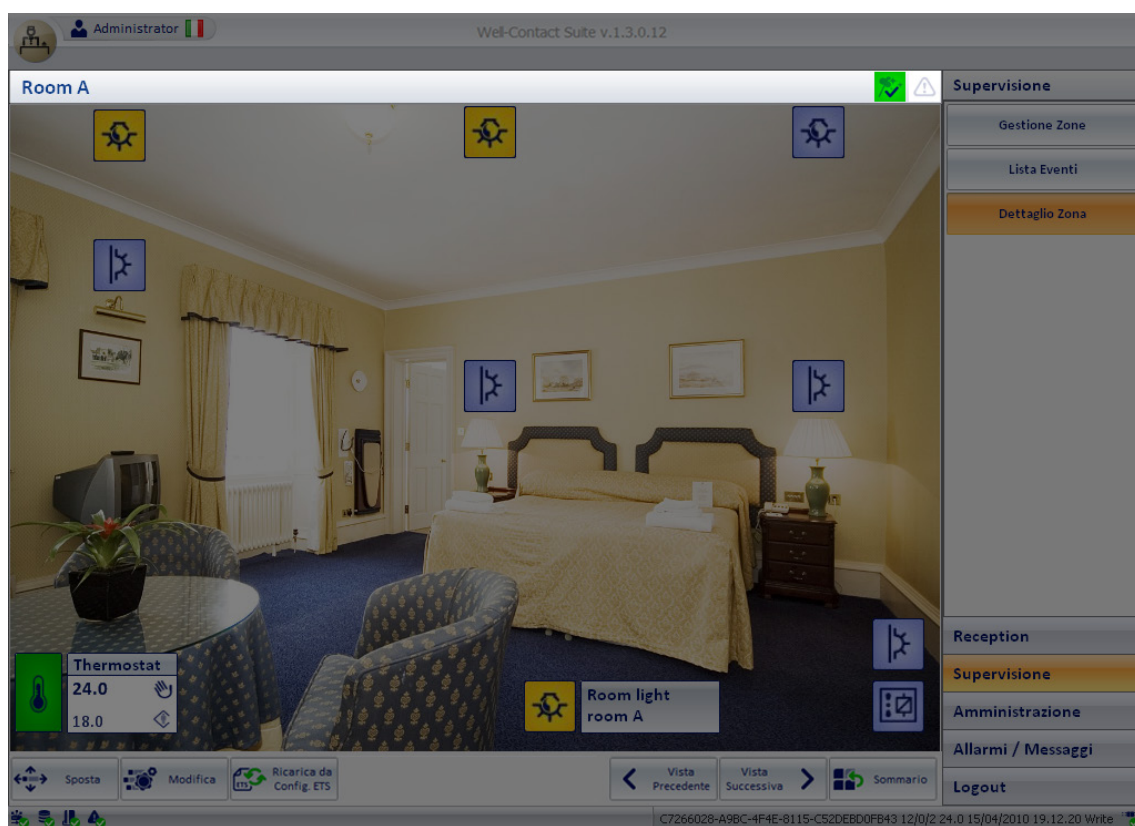 Administrator
Well-Contact Suite v.1.3.0.12
Room A
Supervisione
Gestione Zone
Lista Eventi
Dettaglio Zona
Thermostat
24.0
18.0
Room light
room A
Reception
Supervisione
Amministrazione
Allarmi / Messaggi
Logout
Sposta
Modifica
Ricarica da
Config. ETS
Vista
Precedente
Vista
Successiva
Sommario
C7266028-A9BC-4F4E-8115-C52DEBD0FB43 12/0/2 24.0 15/04/2010 19.12.20 Write